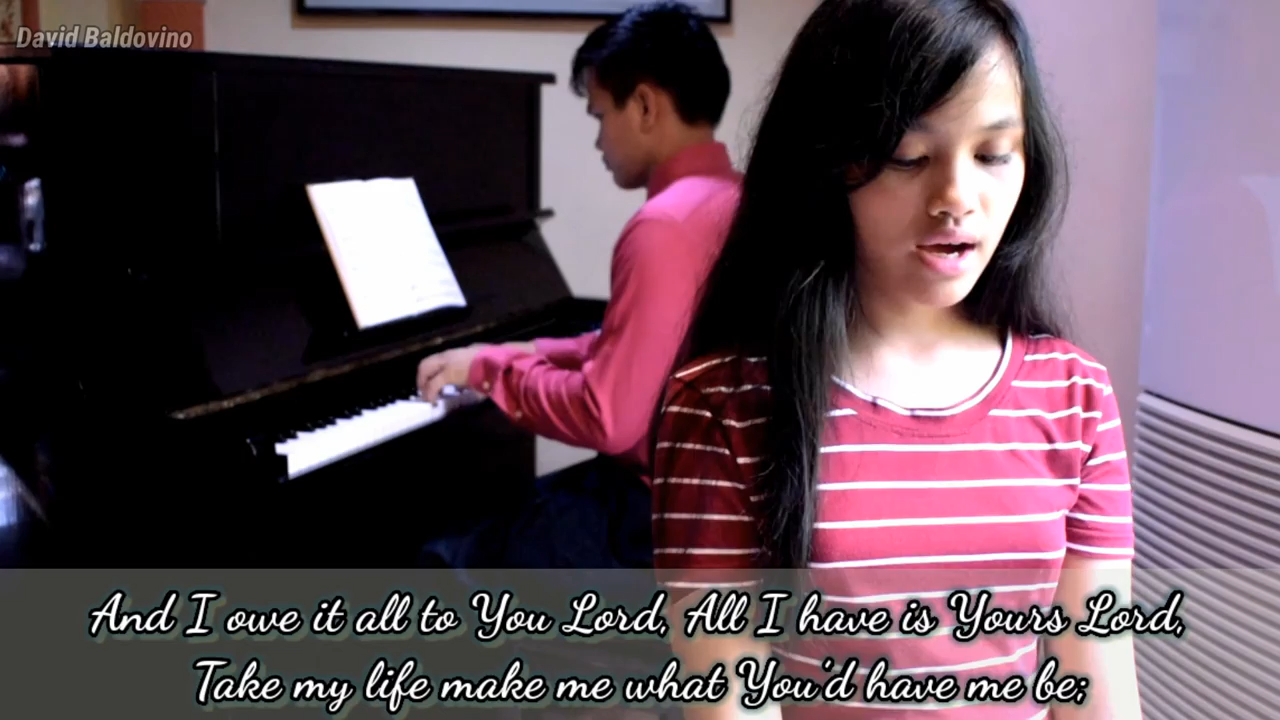 David Baldovino
And I owe it all to You Lord, All I have is Yours Lord,
Take my life make me what You'd have me be;